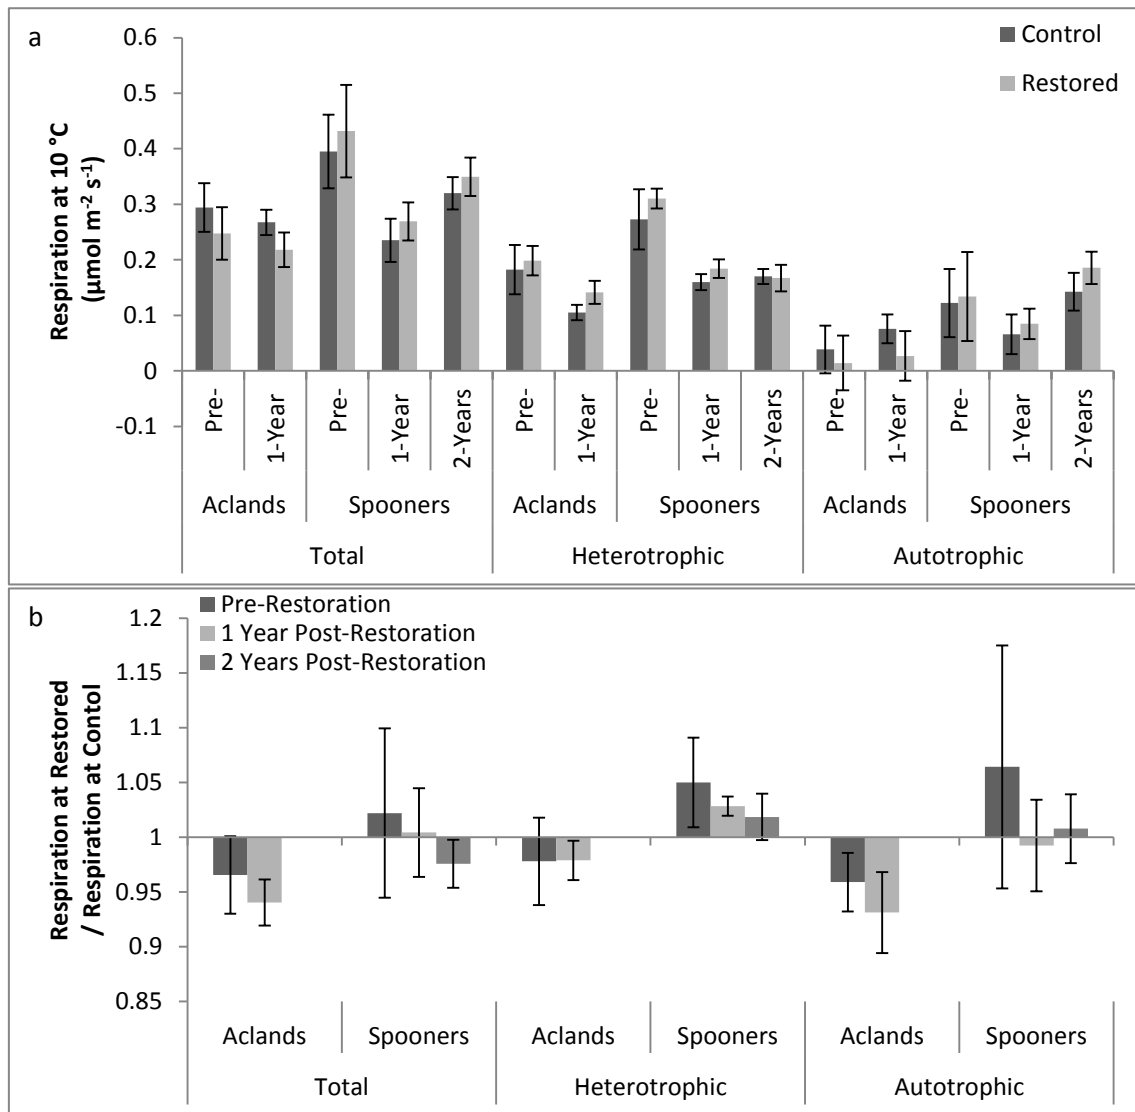 a
Control
Restored
Respiration at 10 °C
(µmol m⁻² s⁻¹)
0.6
0.5
0.4
0.3
0.2
0.1
0
-0.1
Pre- 1-Year Pre- 1-Year 2-Years Pre- 1-Year Pre- 1-Year 2-Years Pre- 1-Year Pre- 1-Year 2-Years
Aclands Spooners Aclands Spooners Aclands Spooners
Total Heterotrophic Autotrophic
b
Pre-Restoration
1 Year Post-Restoration
2 Years Post-Restoration
Respiration at Restored
/ Respiration at Contol
1.2
1.15
1.1
1.05
1
0.95
0.9
0.85
Aclands Spooners Aclands Spooners Aclands Spooners
Total Heterotrophic Autotrophic